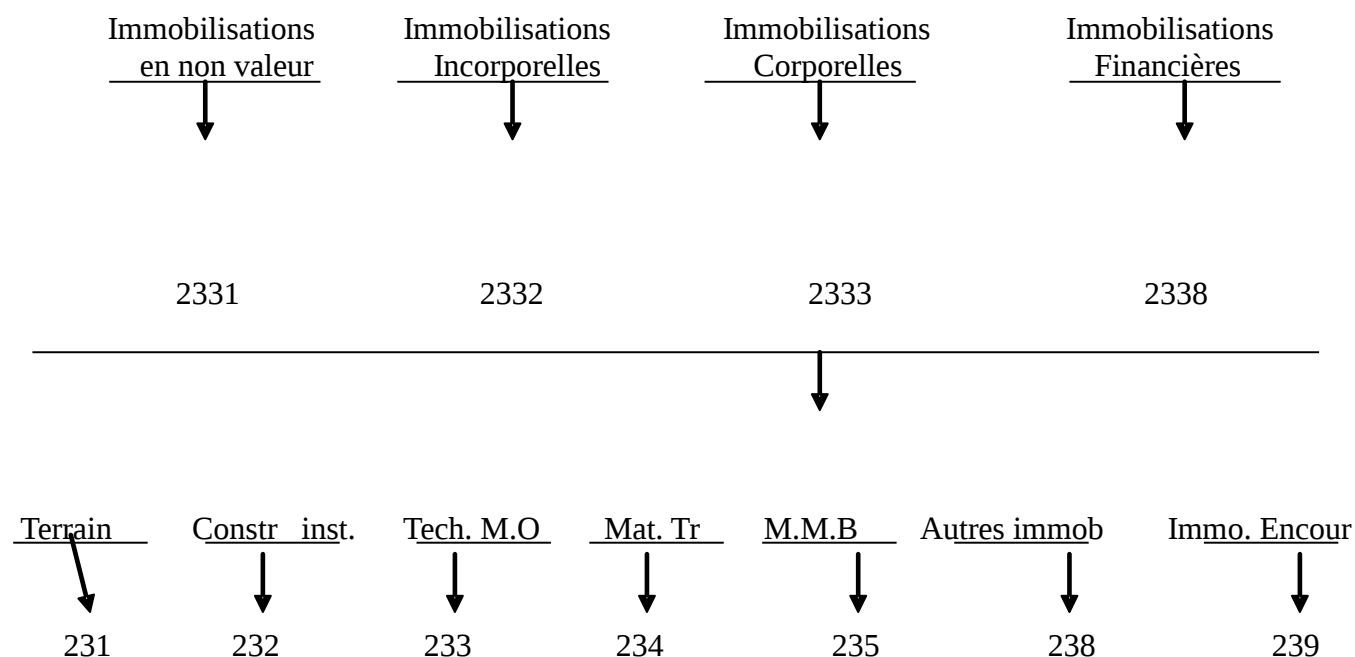 Immobilisations Immobilisations Immobilisations Immobilisations
en non valeur Incorporelles Corporelles Financières
2331 2332 2333 2338
Terrain Constr inst. Tech. M.O Mat. Tr M.M.B Autres immob Immo. Encour
231 232 233 234 235 238 239